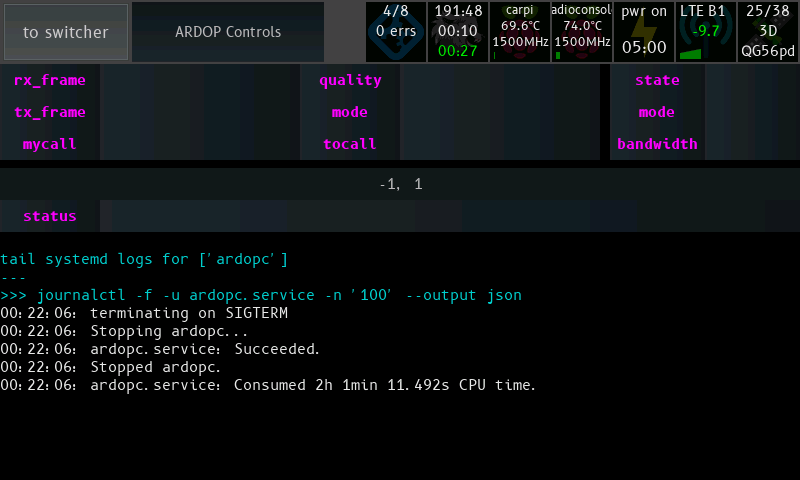 to switcher
ARDOP Controls
4/8
0 errs
191:48
00:10
00:27
carpi
69.6°C
1500MHz
adioconsol
74.0°C
1500MHz
pwr on
05:00
LTE B1
-9.7
25/38
3D
QG56pd
rx_frame quality state
tx_frame mode mode
mycall tocall bandwidth
-1, 1
status
tail systemd logs for ['ardopc']
---
>>> journalctl -f -u ardopc.service -n '100' --output json
00:22:06: terminating on SIGTERM
00:22:06: Stopping ardopc...
00:22:06: ardopc.service: Succeeded.
00:22:06: Stopped ardopc.
00:22:06: ardopc.service: Consumed 2h 1min 11.492s CPU time.